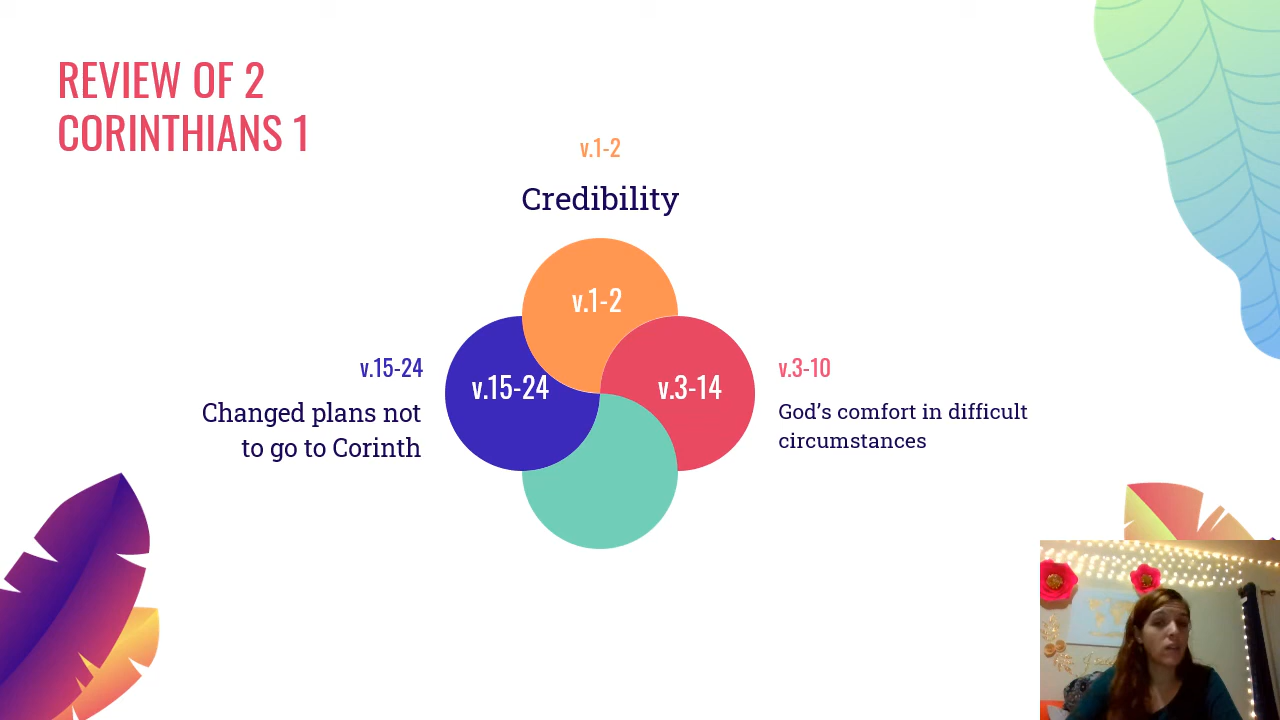 REVIEW OF 2
CORINTHIANS 1
v.1-2
Credibility
v.1-2
v.15-24
Changed plans not
to go to Corinth
v.15-24
v.3-14
v.3-10
God's comfort in difficult
circumstances